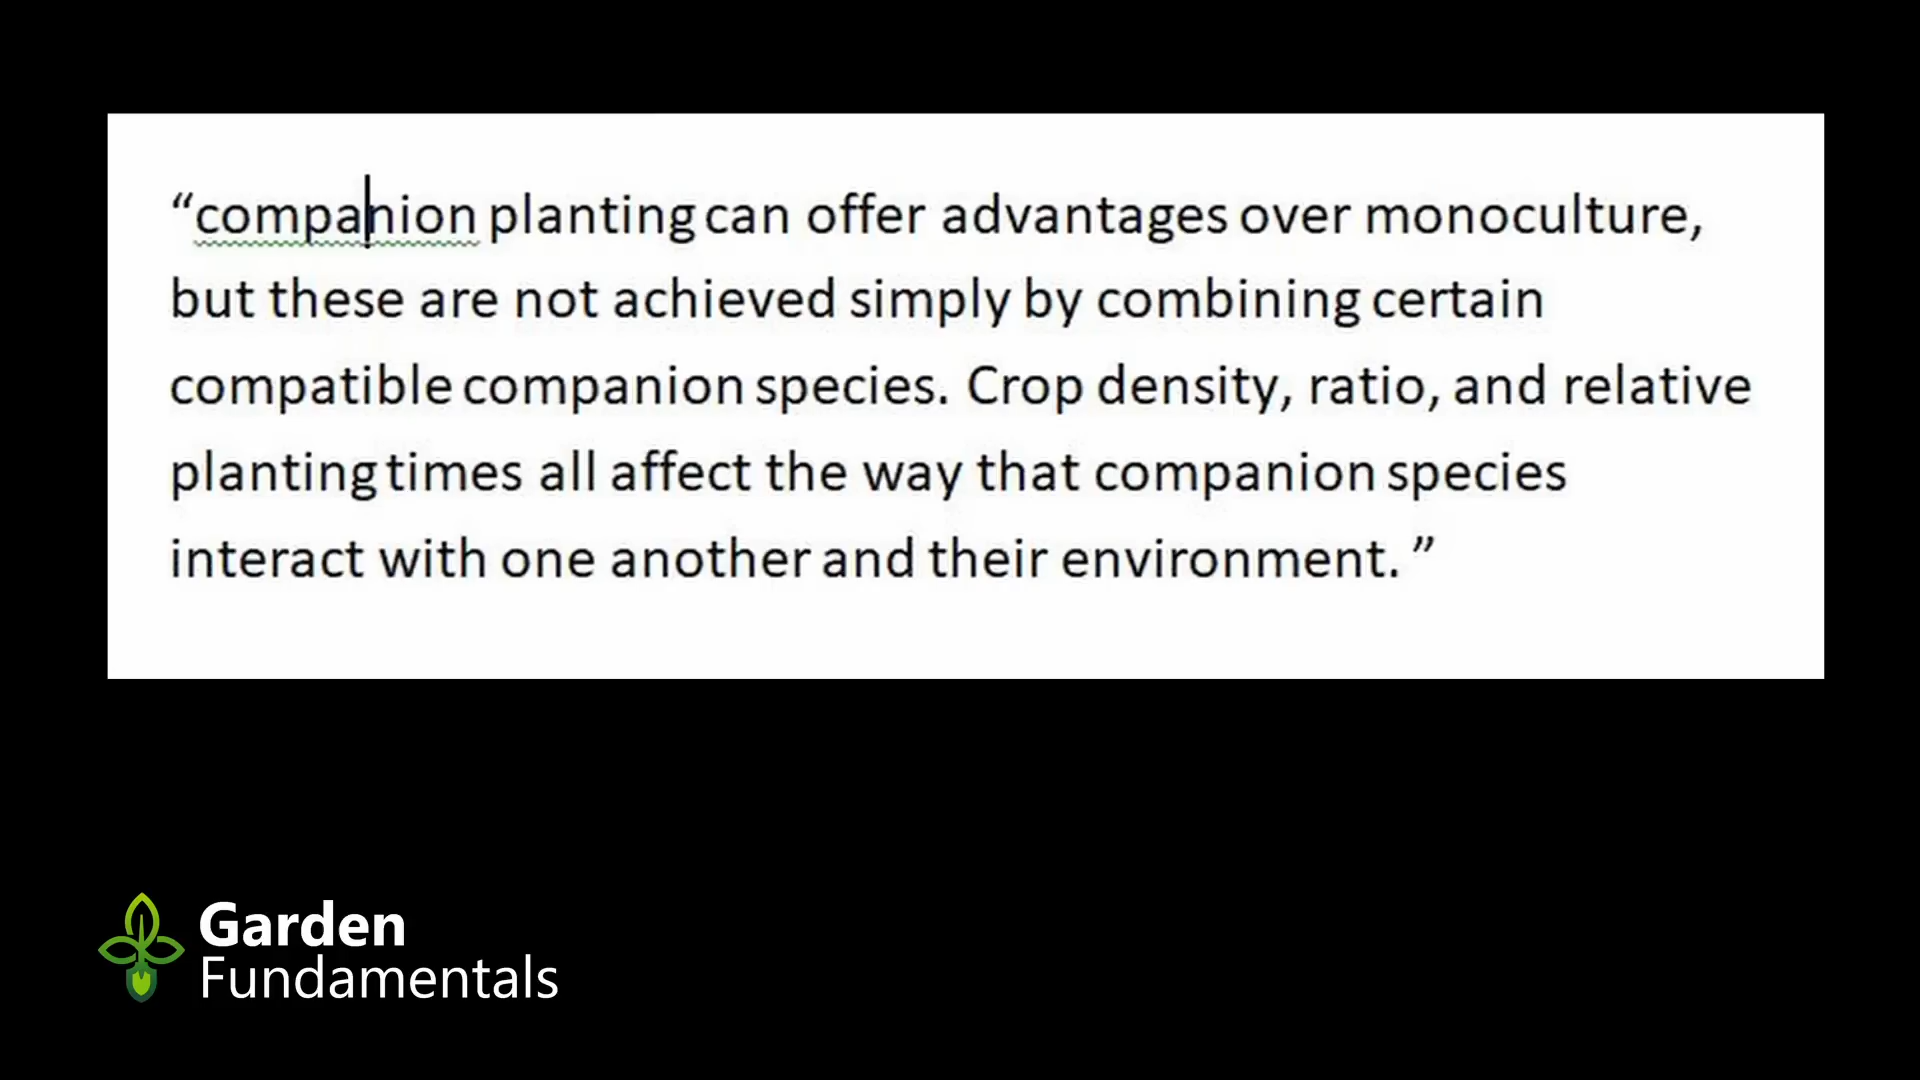 “companion planting can offer advantages over monoculture,
but these are not achieved simply by combining certain
compatible companion species. Crop density, ratio, and relative
planting times all affect the way that companion species
interact with one another and their environment. ”
Garden
Fundamentals